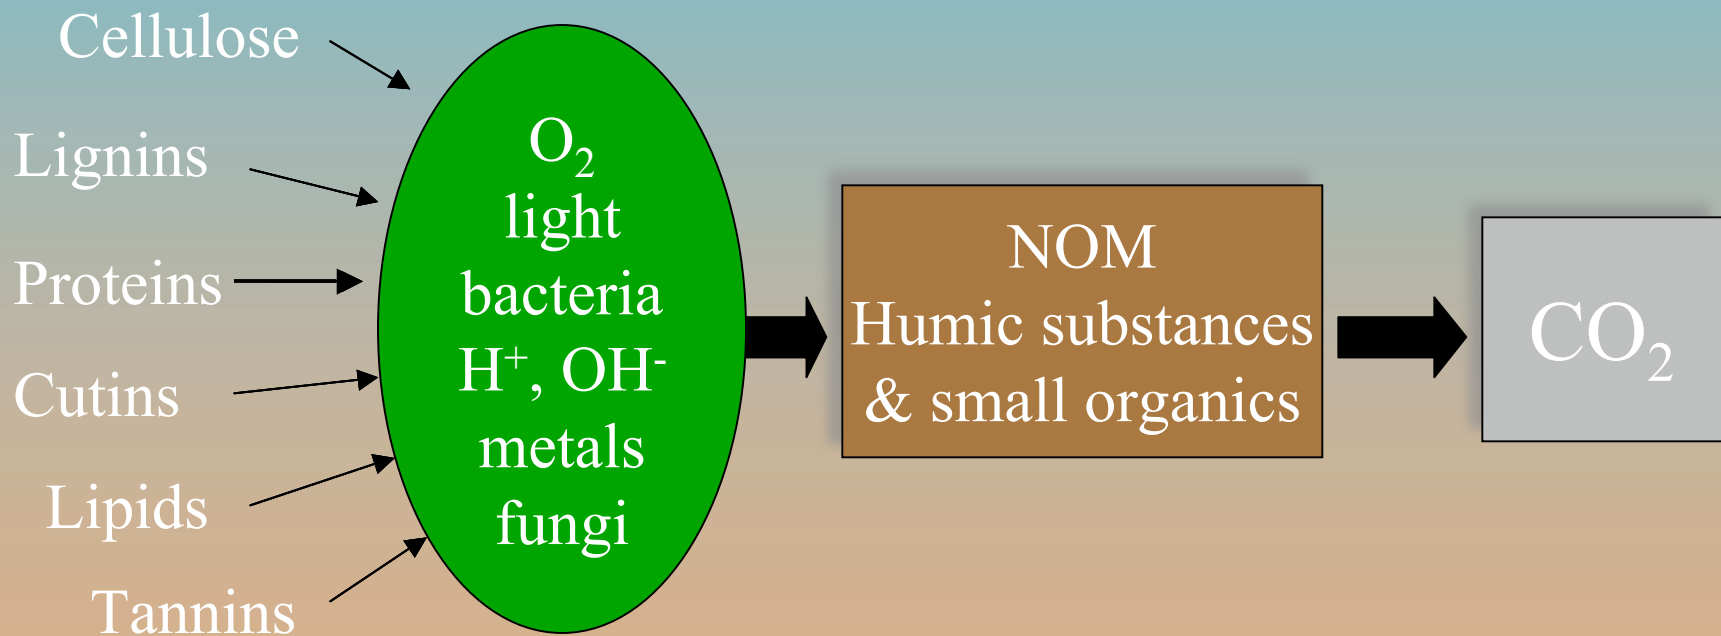 Cellulose
Lignins
Proteins
Cutins
Lipids
Tannins
O₂
light
bacteria
H⁺, OH⁻
metals
fungi
NOM
Humic substances
& small organics
CO₂